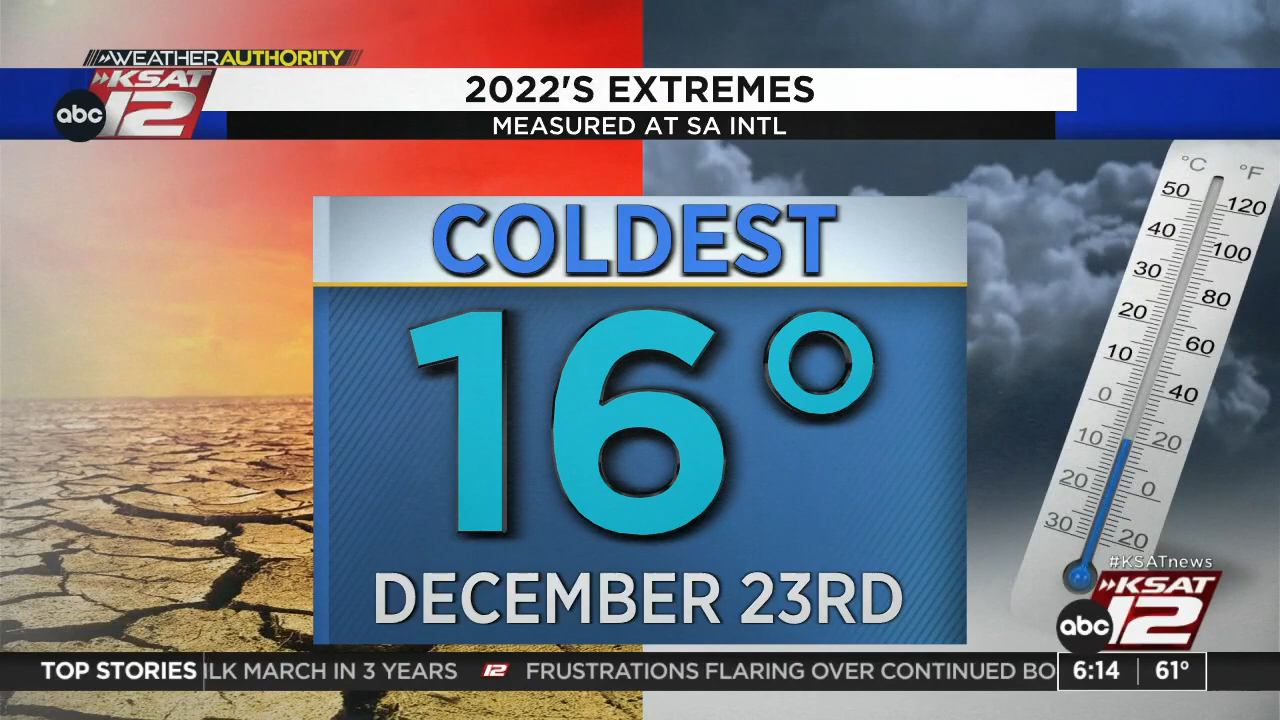 WEATHERAUTHORITY
KSAT
abc 12
2022'S EXTREMES
MEASURED AT SA INTL
COLDEST
16°
DECEMBER 23RD
°C °F
50 120
40 100
30 80
20 60
10 40
0 20
10 0
20 20
30
#KSATnews
KSAT
abc 12
TOP STORIES ILK MARCH IN 3 YEARS 12 FRUSTRATIONS FLARING OVER CONTINUED BO 6:14 61°